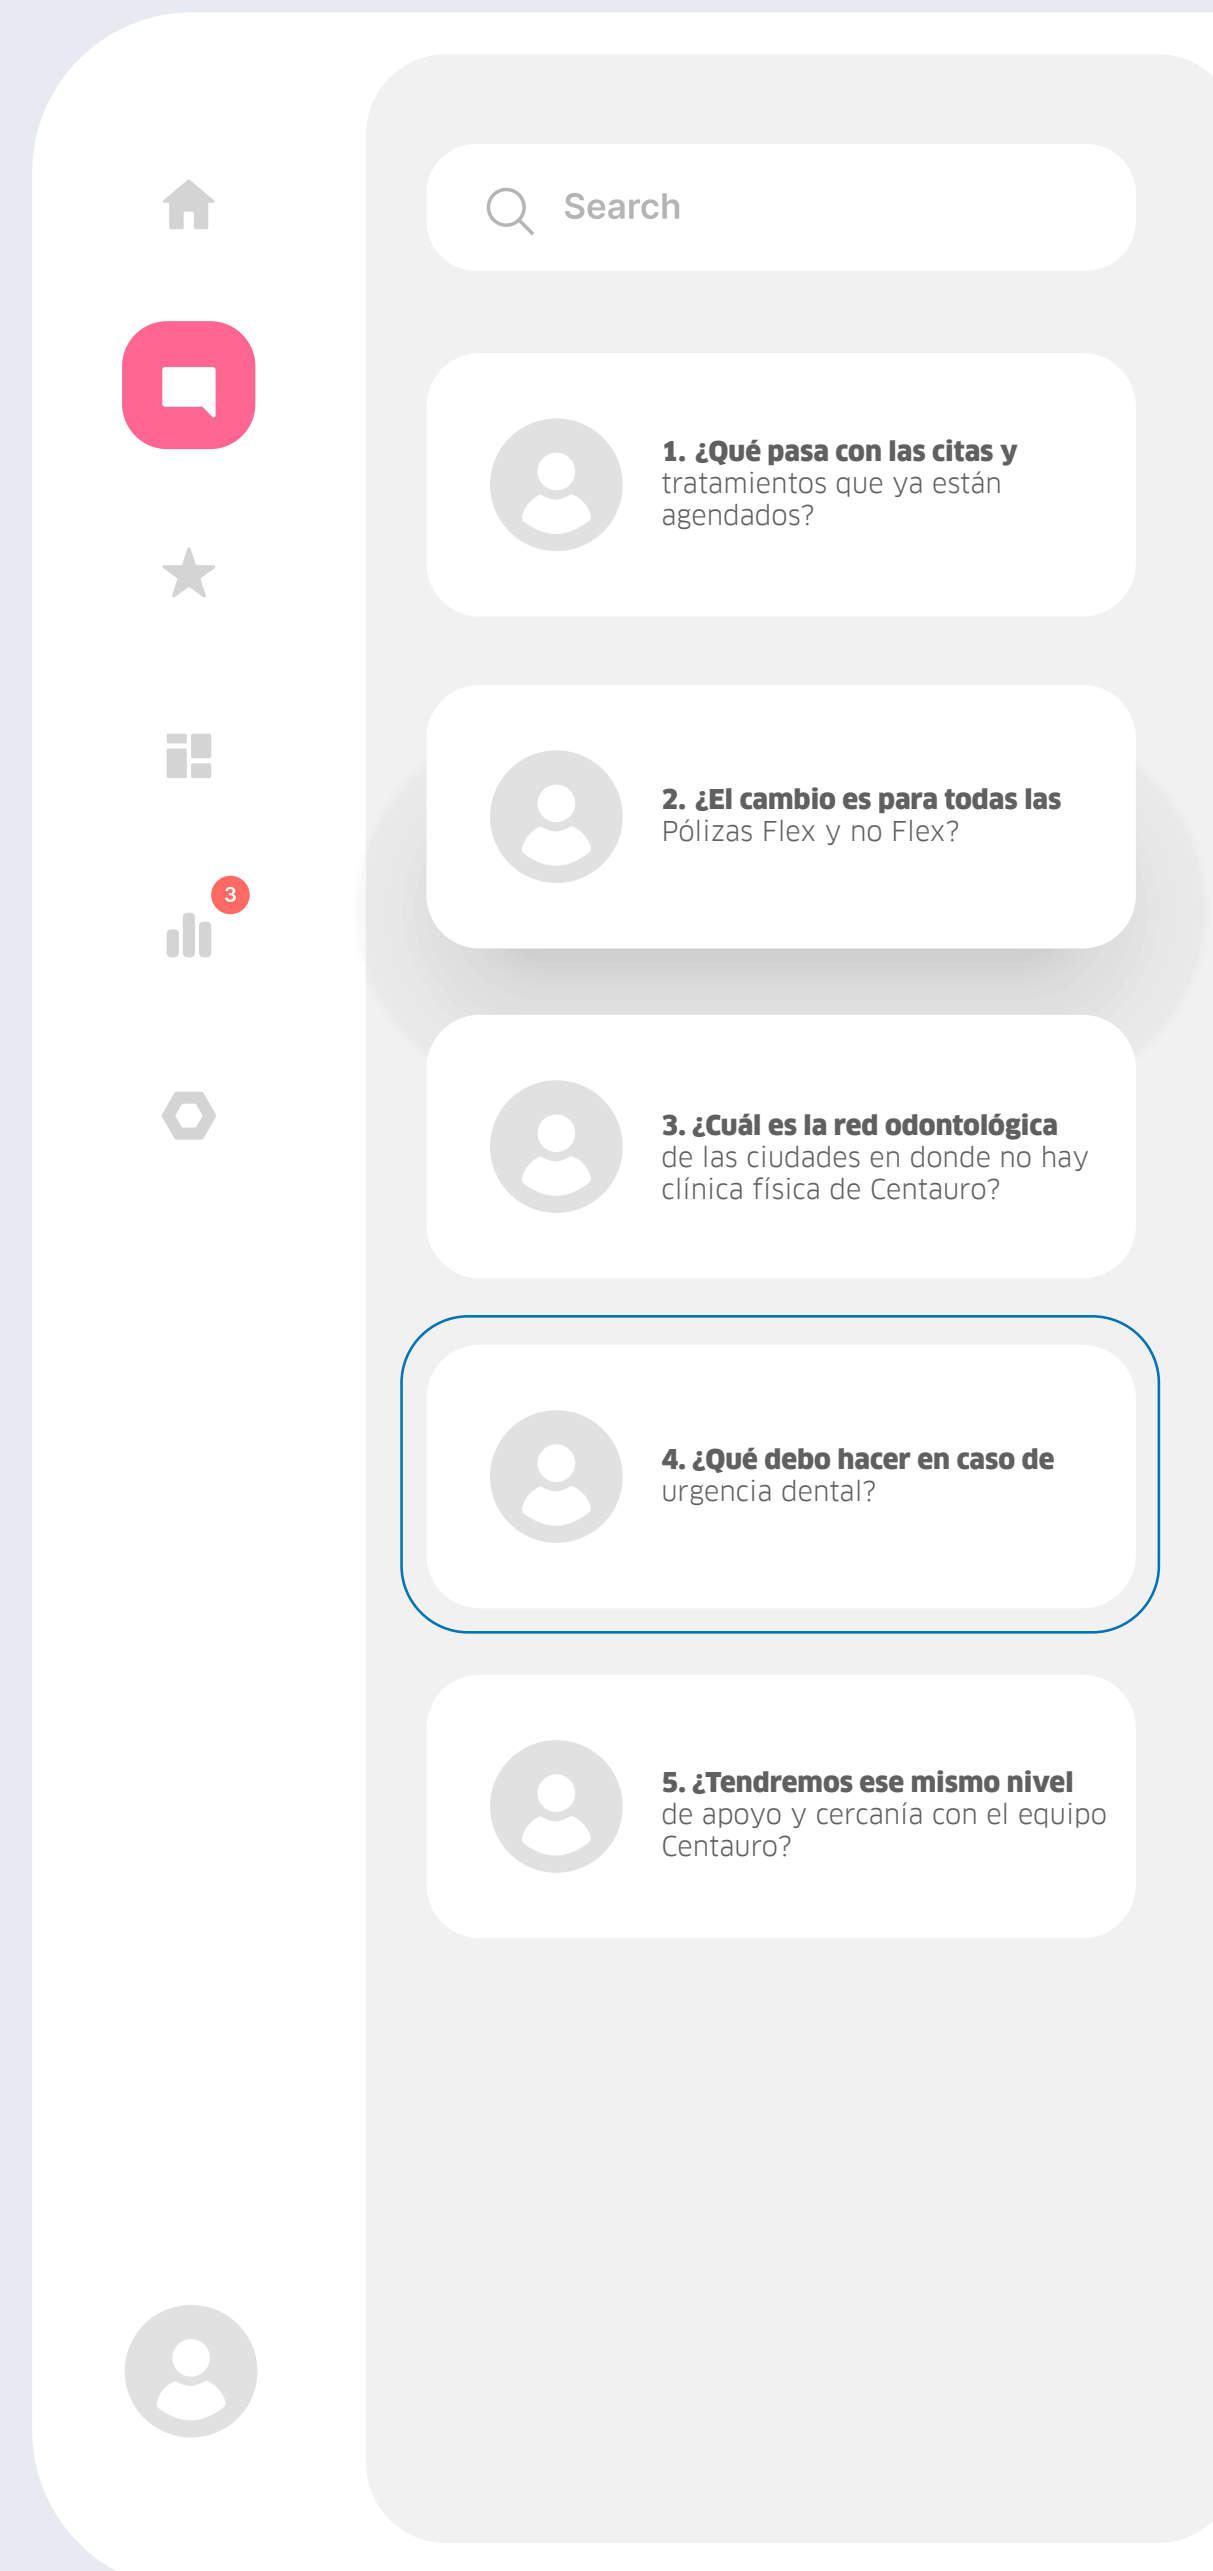 Search
1. ¿Qué pasa con las citas y
tratamientos que ya están
agendados?
2. ¿El cambio es para todas las
Pólizas Flex y no Flex?
3
3. ¿Cuál es la red odontológica
de las ciudades en donde no hay
clínica física de Centauro?
4. ¿Qué debo hacer en caso de
urgencia dental?
5. ¿Tendremos ese mismo nivel
de apoyo y cercanía con el equipo
Centauro?